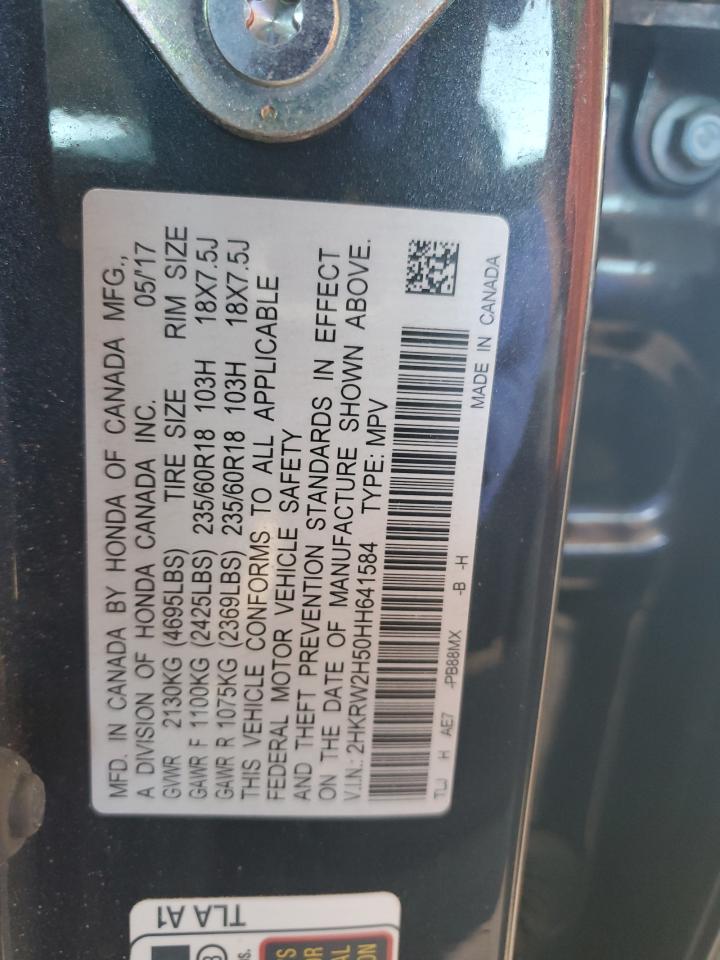 MFD. IN CANADA BY HONDA OF CANADA MFG.,
A DIVISION OF HONDA CANADA INC. 05/'17
GVWR 2130KG (4695LBS) TIRE SIZE RIM SIZE
GAWR F 1100KG (2425LBS) 235/60R18 103H 18X7.5J
GAWR R 1075KG (2369LBS) 235/60R18 103H 18X7.5J
THIS VEHICLE CONFORMS TO ALL APPLICABLE
FEDERAL MOTOR VEHICLE SAFETY
AND THEFT PREVENTION STANDARDS IN EFFECT
ON THE DATE OF MANUFACTURE SHOWN ABOVE.
V.I.N.: 2HKRW2H50HH641584 TYPE: MPV
TLJ H AE7 -PB88MX -B -H MADE IN CANADA
TLA A1